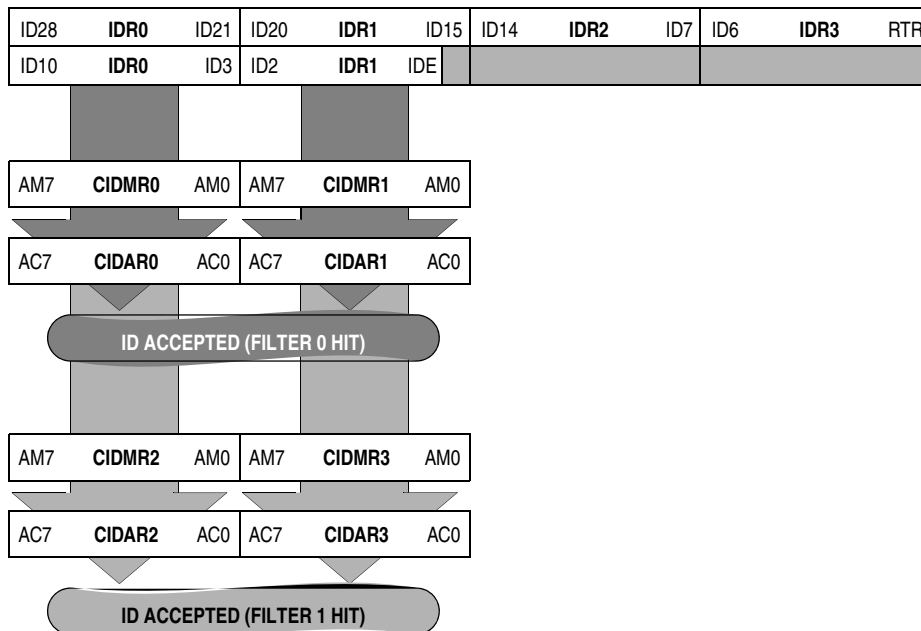 ID28 IDR0 ID21 ID20 IDR1 ID15 ID14 IDR2 ID7 ID6 IDR3 RTR
ID10 IDR0 ID3 ID2 IDR1 IDE
AM7 CIDMR0 AM0 AM7 CIDMR1 AM0
AC7 CIDAR0 AC0 AC7 CIDAR1 AC0
ID ACCEPTED (FILTER 0 HIT)
AM7 CIDMR2 AM0 AM7 CIDMR3 AM0
AC7 CIDAR2 AC0 AC7 CIDAR3 AC0
ID ACCEPTED (FILTER 1 HIT)